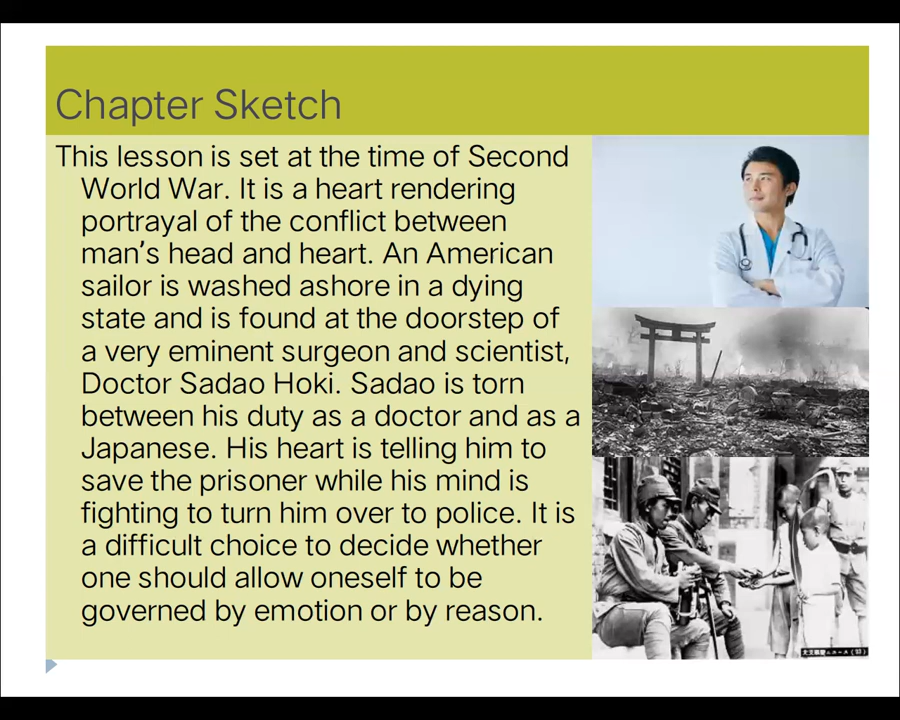 Chapter Sketch
This lesson is set at the time of Second
World War. It is a heart rendering
portrayal of the conflict between
man's head and heart. An American
sailor is washed ashore in a dying
state and is found at the doorstep of
a very eminent surgeon and scientist,
Doctor Sadao Hoki. Sadao is torn
between his duty as a doctor and as a
Japanese. His heart is telling him to
save the prisoner while his mind is
fighting to turn him over to police. It is
a difficult choice to decide whether
one should allow oneself to be
governed by emotion or by reason.